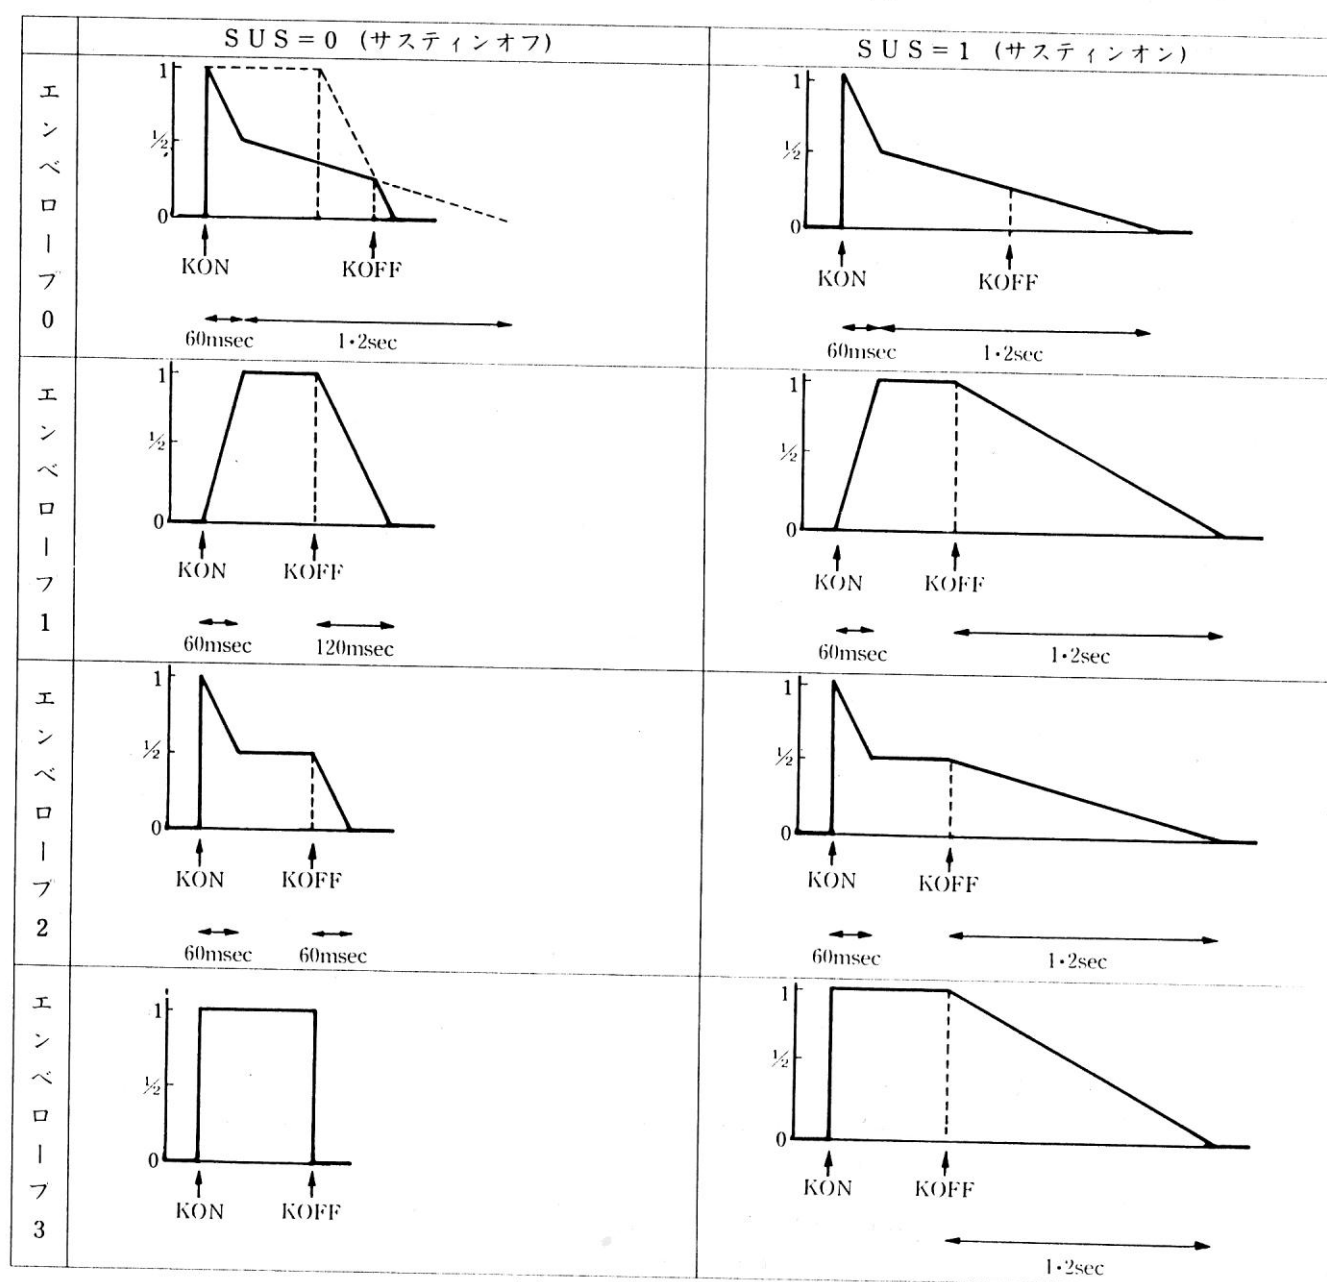 SUS=0 (サスティンオフ)
SUS=1 (サスティンオン)
エンベロープ0
1
½
0
KON
KOFF
60msec
1・2sec
1
½
0
KON
KOFF
60msec
1・2sec
エンベロープ1
1
½
0
KON
KOFF
60msec
120msec
1
½
0
KON
KOFF
60msec
1・2sec
エンベロープ2
1
½
0
KON
KOFF
60msec
60msec
1
½
0
KON
KOFF
60msec
1・2sec
エンベロープ3
1
½
0
KON
KOFF
1
½
0
KON
KOFF
1・2sec